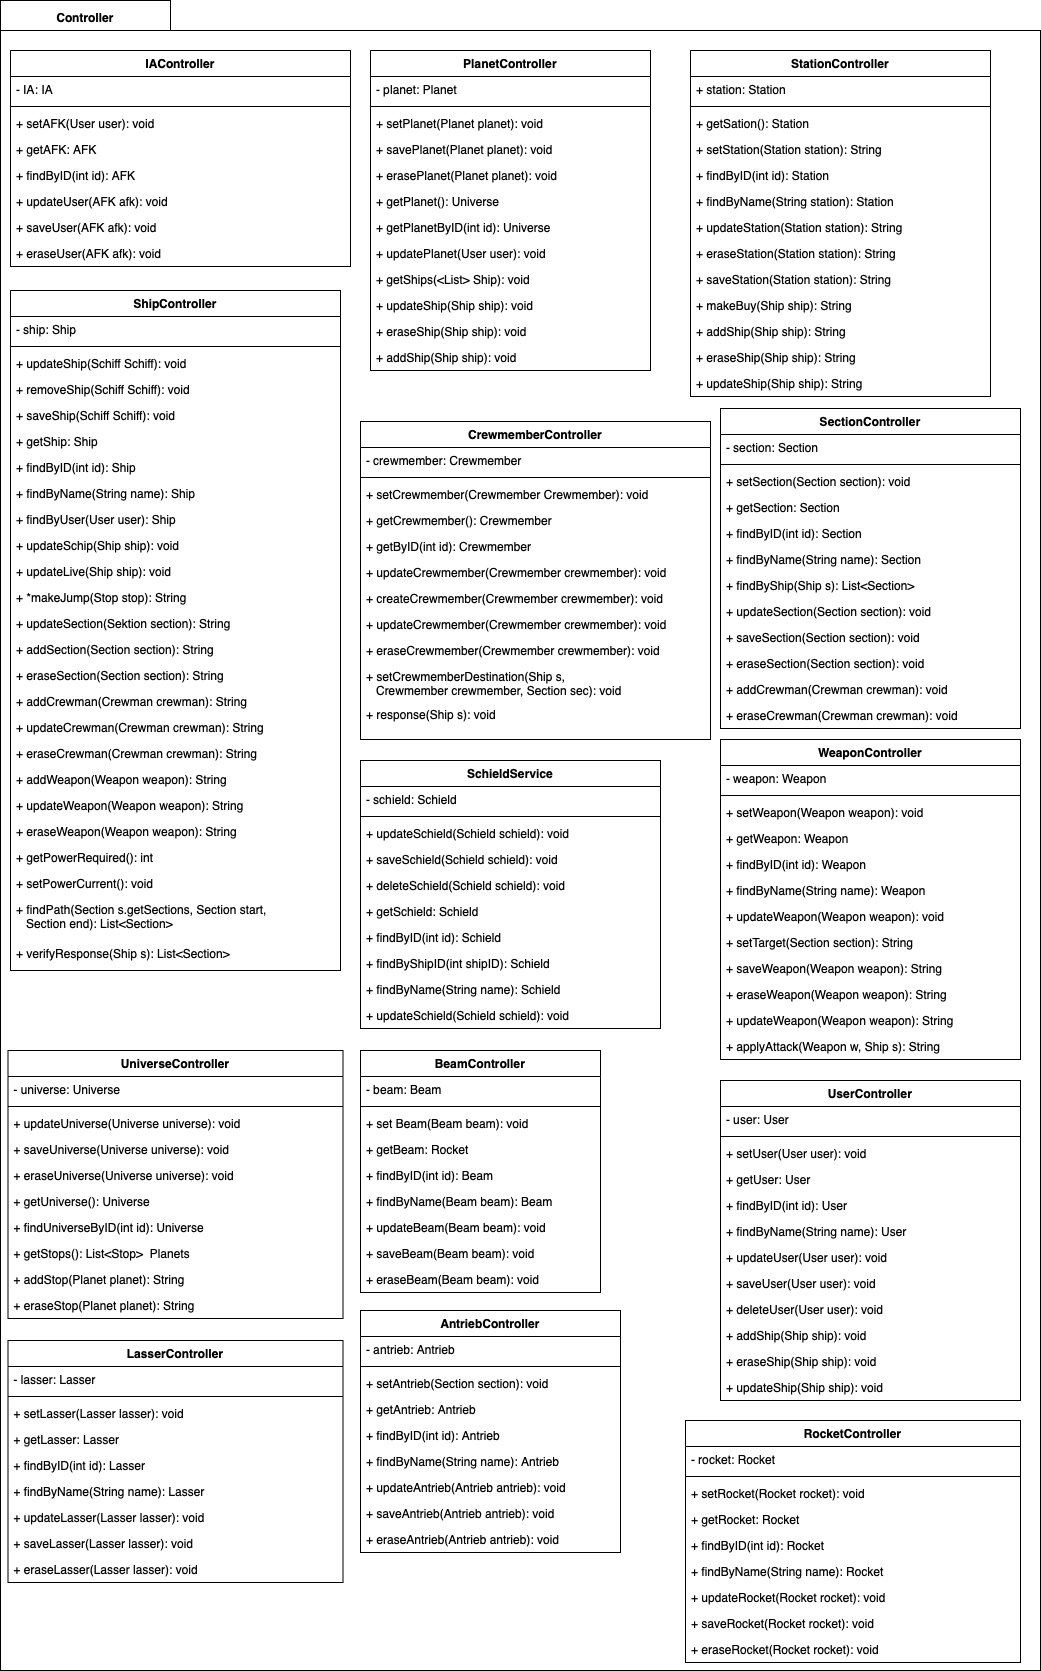 Controller
IAController
- IA: IA
+ setAFK(User user): void
+ getAFK: AFK
+ findByID(int id): AFK
+ updateUser(AFK afk): void
+ saveUser(AFK afk): void
+ eraseUser(AFK afk): void
PlanetController
- planet: Planet
+ setPlanet(Planet planet): void
+ savePlanet(Planet planet): void
+ erasePlanet(Planet planet): void
+ getPlanet(): Universe
+ getPlanetByID(int id): Universe
+ updatePlanet(User user): void
+ getShips(<List> Ship): void
+ updateShip(Ship ship): void
+ eraseShip(Ship ship): void
+ addShip(Ship ship): void
StationController
+ station: Station
+ getSation(): Station
+ setStation(Station station): String
+ findByID(int id): Station
+ findByName(String station): Station
+ updateStation(Station station): String
+ eraseStation(Station station): String
+ saveStation(Station station): String
+ makeBuy(Ship ship): String
+ addShip(Ship ship): String
+ eraseShip(Ship ship): String
+ updateShip(Ship ship): String
ShipController
- ship: Ship
+ updateShip(Schiff Schiff): void
+ removeShip(Schiff Schiff): void
+ saveShip(Schiff Schiff): void
+ getShip: Ship
+ findByID(int id): Ship
+ findByName(String name): Ship
+ findByUser(User user): Ship
+ updateSchip(Ship ship): void
+ updateLive(Ship ship): void
+ *makeJump(Stop stop): String
+ updateSection(Sektion section): String
+ addSection(Section section): String
+ eraseSection(Section section): String
+ addCrewman(Crewman crewman): String
+ updateCrewman(Crewman crewman): String
+ eraseCrewman(Crewman crewman): String
+ addWeapon(Weapon weapon): String
+ updateWeapon(Weapon weapon): String
+ eraseWeapon(Weapon weapon): String
+ getPowerRequired(): int
+ setPowerCurrent(): void
+ findPath(Section s.getSections, Section start,
Section end): List<Section>
+ verifyResponse(Ship s): List<Section>
CrewmemberController
- crewmember: Crewmember
+ setCrewmember(Crewmember Crewmember): void
+ getCrewmember(): Crewmember
+ getByID(int id): Crewmember
+ updateCrewmember(Crewmember crewmember): void
+ createCrewmember(Crewmember crewmember): void
+ updateCrewmember(Crewmember crewmember): void
+ eraseCrewmember(Crewmember crewmember): void
+ setCrewmemberDestination(Ship s,
Crewmember crewmember, Section sec): void
+ response(Ship s): void
SectionController
- section: Section
+ setSection(Section section): void
+ getSection: Section
+ findByID(int id): Section
+ findByName(String name): Section
+ findByShip(Ship s): List<Section>
+ updateSection(Section section): void
+ saveSection(Section section): void
+ eraseSection(Section section): void
+ addCrewman(Crewman crewman): void
+ eraseCrewman(Crewman crewman): void
SchieldService
- schield: Schield
+ updateSchield(Schield schield): void
+ saveSchield(Schield schield): void
+ deleteSchield(Schield schield): void
+ getSchield: Schield
+ findByID(int id): Schield
+ findByShipID(int shipID): Schield
+ findByName(String name): Schield
+ updateSchield(Schield schield): void
WeaponController
- weapon: Weapon
+ setWeapon(Weapon weapon): void
+ getWeapon: Weapon
+ findByID(int id): Weapon
+ findByName(String name): Weapon
+ updateWeapon(Weapon weapon): void
+ setTarget(Section section): String
+ saveWeapon(Weapon weapon): String
+ eraseWeapon(Weapon weapon): String
+ updateWeapon(Weapon weapon): String
+ applyAttack(Weapon w, Ship s): String
UniverseController
- universe: Universe
+ updateUniverse(Universe universe): void
+ saveUniverse(Universe universe): void
+ eraseUniverse(Universe universe): void
+ getUniverse(): Universe
+ findUniverseByID(int id): Universe
+ getStops(): List<Stop> Planets
+ addStop(Planet planet): String
+ eraseStop(Planet planet): String
BeamController
- beam: Beam
+ set Beam(Beam beam): void
+ getBeam: Rocket
+ findByID(int id): Beam
+ findByName(Beam beam): Beam
+ updateBeam(Beam beam): void
+ saveBeam(Beam beam): void
+ eraseBeam(Beam beam): void
UserController
- user: User
+ setUser(User user): void
+ getUser: User
+ findByID(int id): User
+ findByName(String name): User
+ updateUser(User user): void
+ saveUser(User user): void
+ deleteUser(User user): void
+ addShip(Ship ship): void
+ eraseShip(Ship ship): void
+ updateShip(Ship ship): void
LasserController
- lasser: Lasser
+ setLasser(Lasser lasser): void
+ getLasser: Lasser
+ findByID(int id): Lasser
+ findByName(String name): Lasser
+ updateLasser(Lasser lasser): void
+ saveLasser(Lasser lasser): void
+ eraseLasser(Lasser lasser): void
AntriebController
- antrieb: Antrieb
+ setAntrieb(Section section): void
+ getAntrieb: Antrieb
+ findByID(int id): Antrieb
+ findByName(String name): Antrieb
+ updateAntrieb(Antrieb antrieb): void
+ saveAntrieb(Antrieb antrieb): void
+ eraseAntrieb(Antrieb antrieb): void
RocketController
- rocket: Rocket
+ setRocket(Rocket rocket): void
+ getRocket: Rocket
+ findByID(int id): Rocket
+ findByName(String name): Rocket
+ updateRocket(Rocket rocket): void
+ saveRocket(Rocket rocket): void
+ eraseRocket(Rocket rocket): void